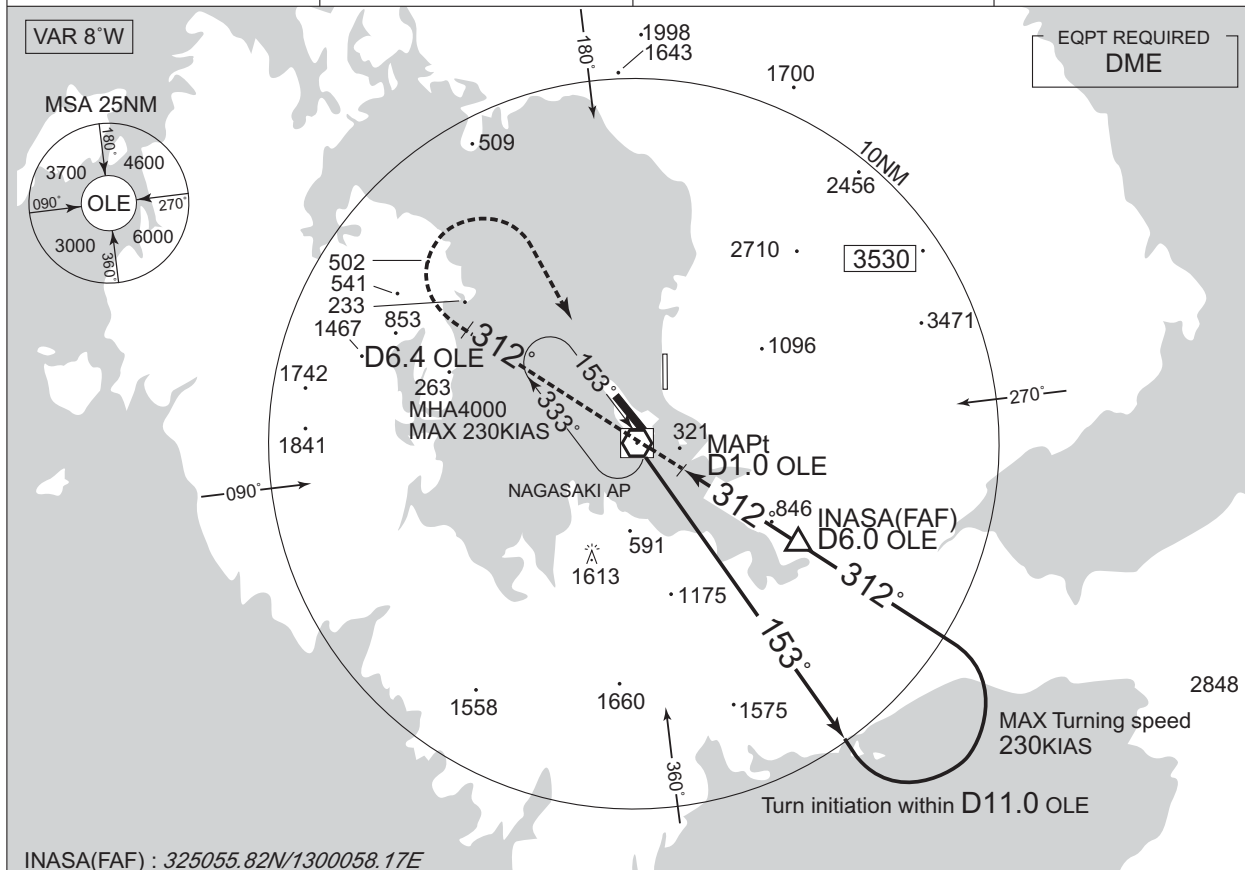 VAR 8°W
180°
1998
1643
EQPT REQUIRED
DME
1700
MSA 25NM
180°
3700
4600
090°
OLE
270°
3000
6000
360°
509
10NM
2456
2710
3530
502
541
233
1467
853
312°
D6.4 OLE
153°
3471
1096
1742
263
MHA4000
MAX 230KIAS
333°
270°
1841
321
MAPt
D1.0 OLE
090°
NAGASAKI AP
312°
846
INASA(FAF)
D6.0 OLE
591
1613
312°
1175
153°
2848
1558
1660
1575
MAX Turning speed
230KIAS
360°
Turn initiation within D11.0 OLE
INASA(FAF) : 325055.82N/1300058.17E